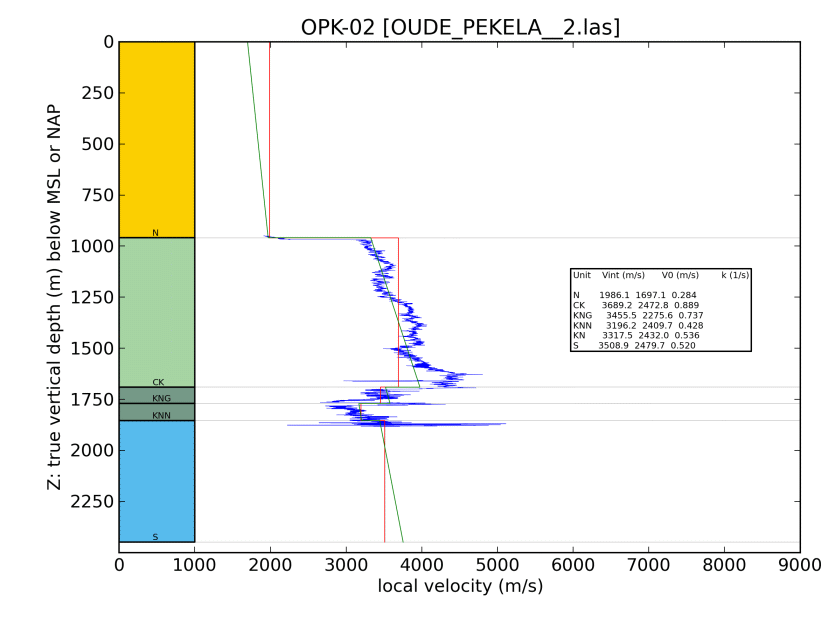 OPK-02 [OUDE_PEKELA__2.las]
Z: true vertical depth (m) below MSL or NAP
0
250
500
750
1000
1250
1500
1750
2000
2250
N
CK
KNG
KNN
S
Unit Vint (m/s) V0 (m/s) k (1/s)
N 1986.1 1697.1 0.284
CK 3689.2 2472.8 0.889
KNG 3455.5 2275.6 0.737
KNN 3196.2 2409.7 0.428
KN 3317.5 2432.0 0.536
S 3508.9 2479.7 0.520
0 1000 2000 3000 4000 5000 6000 7000 8000 9000
local velocity (m/s)